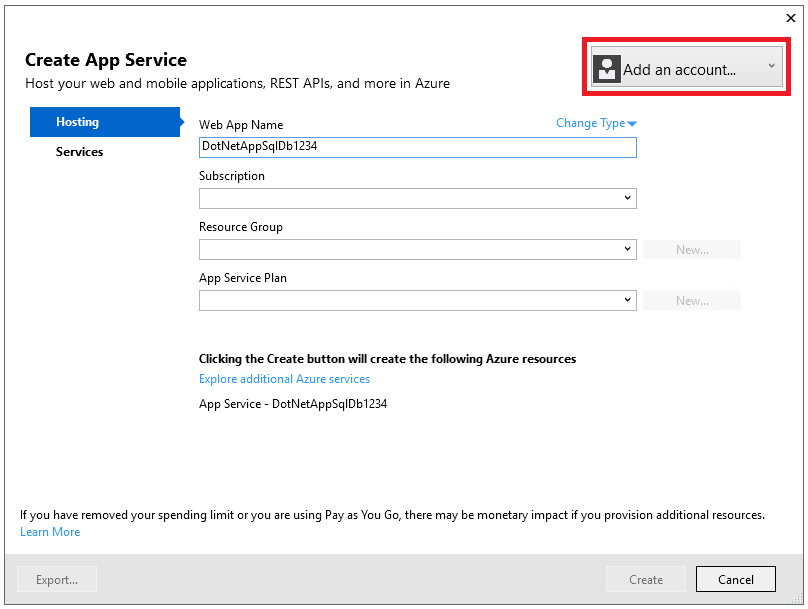 Create App Service
Host your web and mobile applications, REST APIs, and more in Azure
Add an account...
Hosting
Services
Web App Name
Change Type
DotNetAppSqlDb1234
Subscription
Resource Group
New...
App Service Plan
New...
Clicking the Create button will create the following Azure resources
Explore additional Azure services
App Service - DotNetAppSqlDb1234
If you have removed your spending limit or you are using Pay as You Go, there may be monetary impact if you provision additional resources.
Learn More
Export...
Create
Cancel